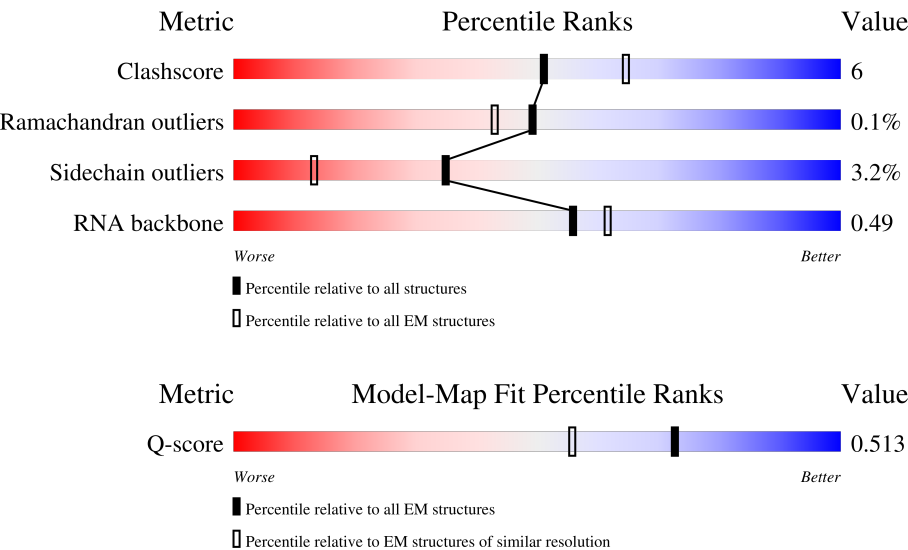 Metric Percentile Ranks Value
Clashscore 6
Ramachandran outliers 0.1%
Sidechain outliers 3.2%
RNA backbone 0.49
Worse Better
Percentile relative to all structures
Percentile relative to all EM structures
Metric Model-Map Fit Percentile Ranks Value
Q-score 0.513
Worse Better
Percentile relative to all EM structures
Percentile relative to EM structures of similar resolution